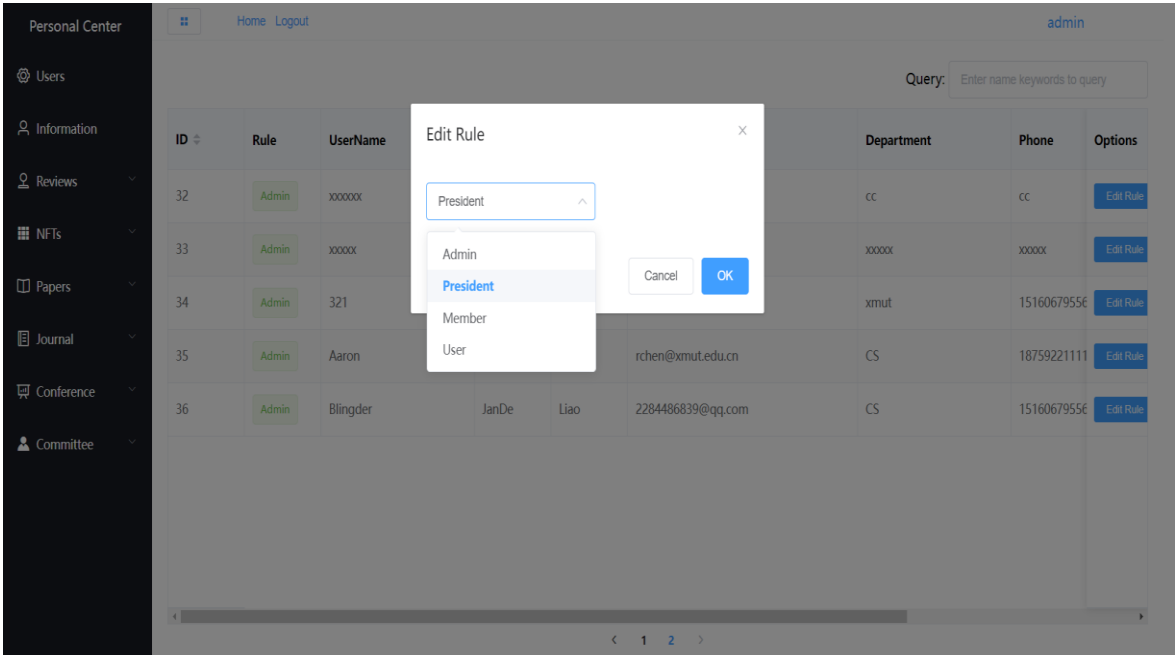 Personal Center
Home Logout
admin
Users
Information
Reviews
NFTs
Papers
Journal
Conference
Committee
Query: Enter name keywords to query
ID Rule UserName Department Phone Options
32 Admin xxxxxx cc cc Edit Rule
33 Admin xxxxx xxxxx xxxxx Edit Rule
34 Admin 321 xmut 15160679556 Edit Rule
35 Admin Aaron rchen@xmut.edu.cn CS 18759221111 Edit Rule
36 Admin Blingder JanDe Liao 2284486839@qq.com CS 15160679556 Edit Rule
Edit Rule
President
Admin
President
Member
User
Cancel OK
1 2